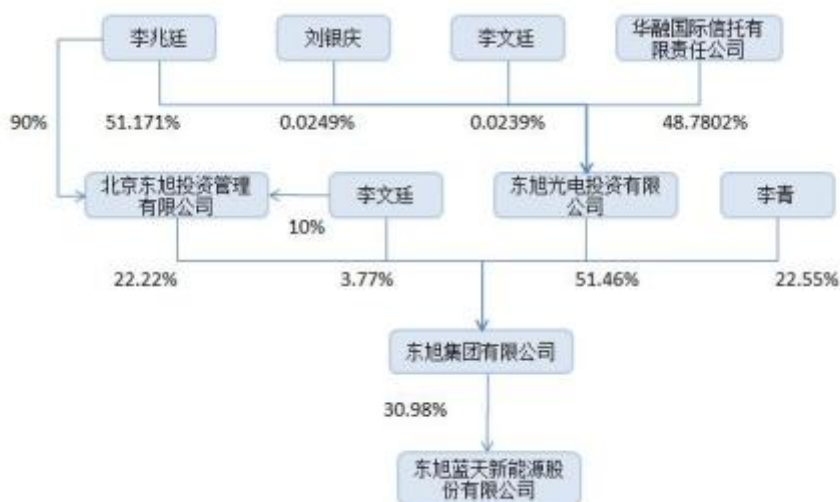 李兆廷
刘银庆
李文廷
华融国际信托有
限责任公司
90%
51.171%
0.0249%
0.0239%
48.7802%
北京东旭投资管理
有限公司
李文廷
东旭光电投资有限
公司
李青
10%
22.22%
3.77%
51.46%
22.55%
东旭集团有限公司
30.98%
东旭蓝天新能源股
份有限公司